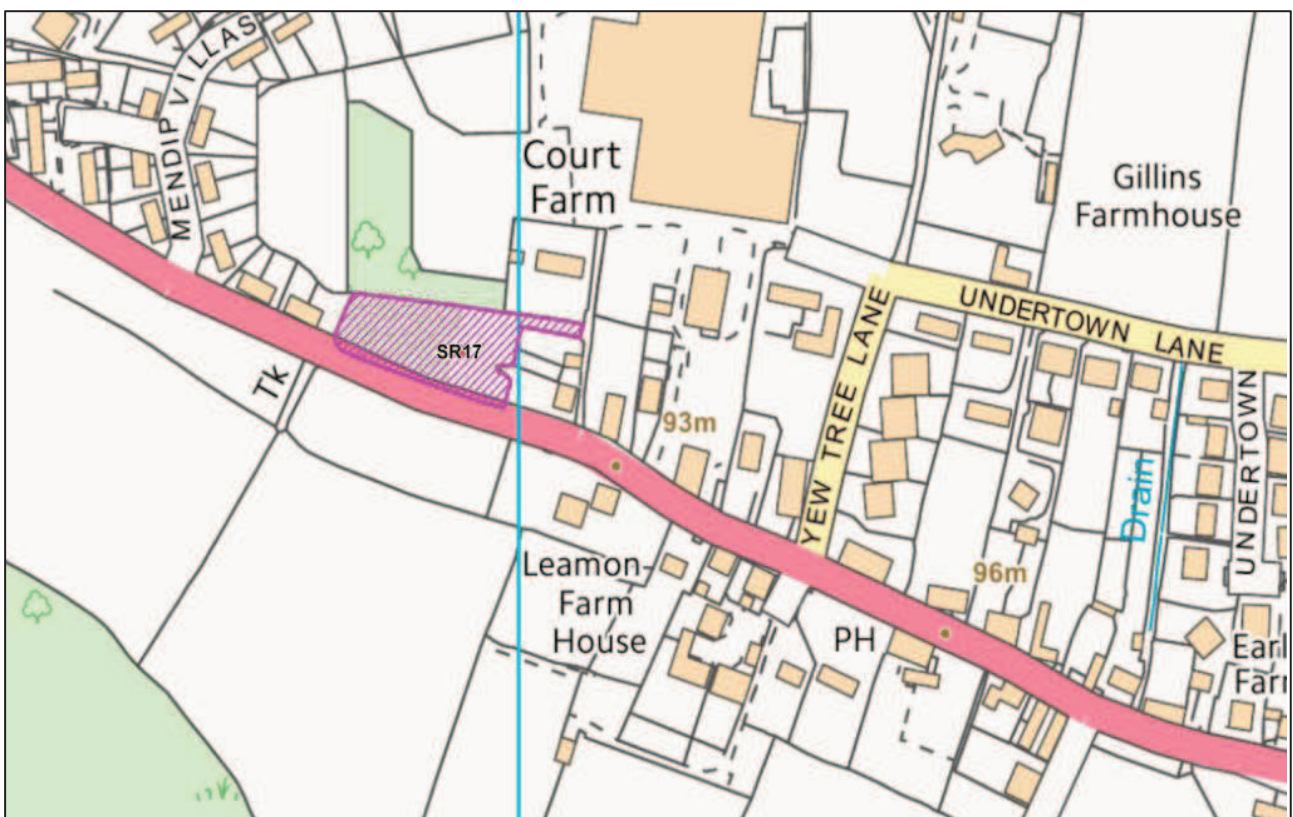 MENDIP VILLAS
Court
Farm
Gillins
Farmhouse
UNDERTOWN LANE
YEW TREE LANE
SR17
Tk
93m
Drain
UNDERTOWN
Leamon
Farm
House
96m
PH
Earl
Farr